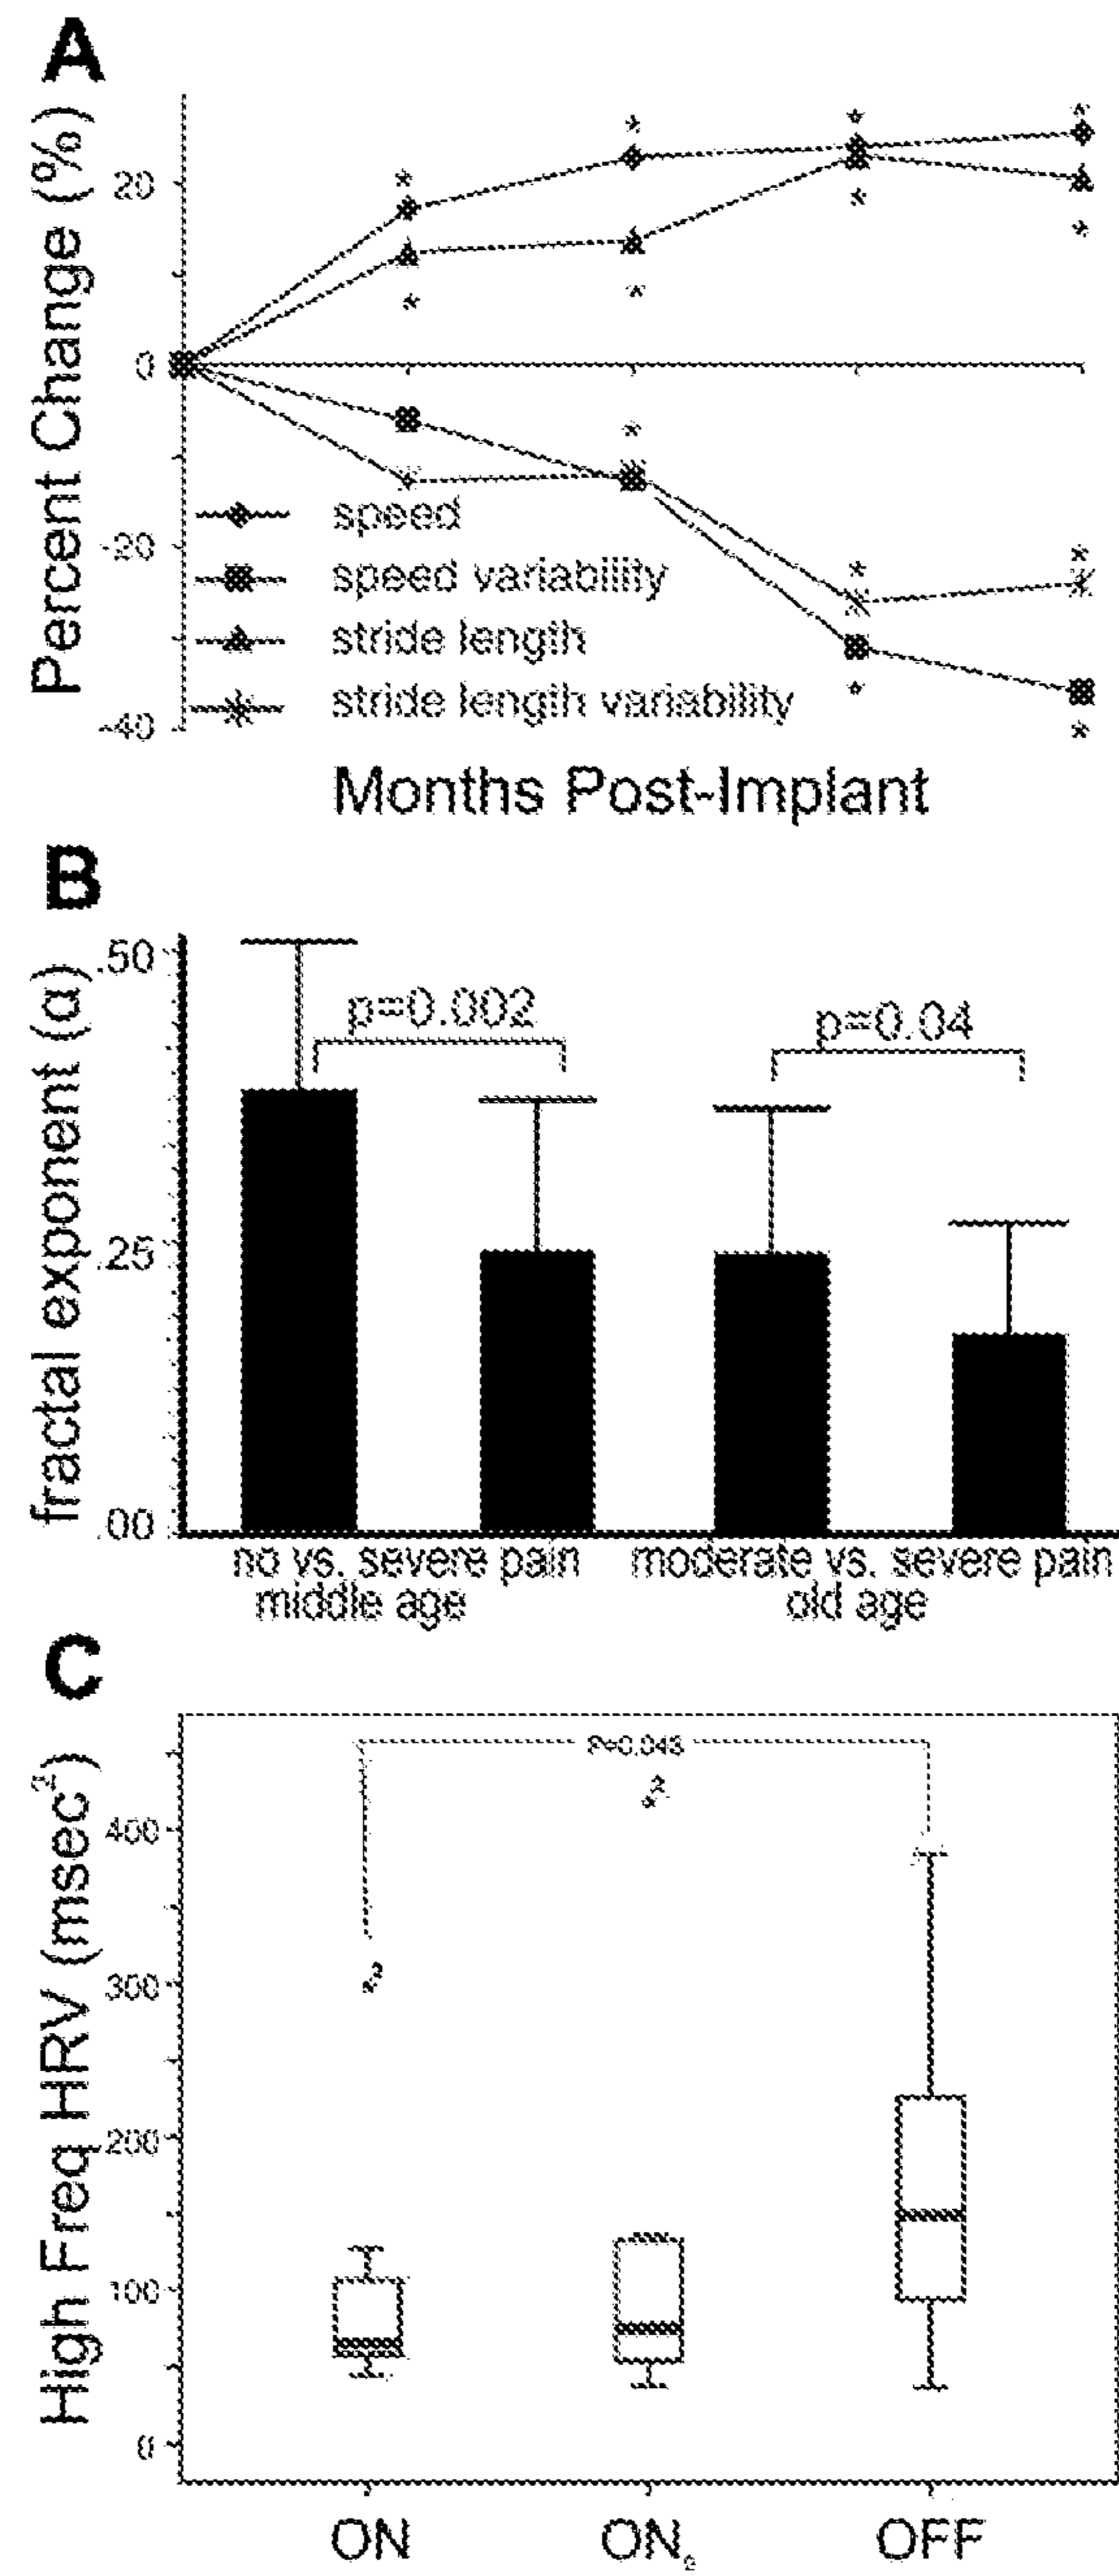 A
Percent Change (%)
20
0
-20
-40
speed
speed variability
stride length
stride length variability
Months Post-Implant
B
fractal exponent (α)
.50
.25
.00
p=0.002
p=0.04
no vs. severe pain
middle age
moderate vs. severe pain
old age
C
High Freq HRV (msec²)
400
300
200
100
0
P=0.043
ON
ON₂
OFF